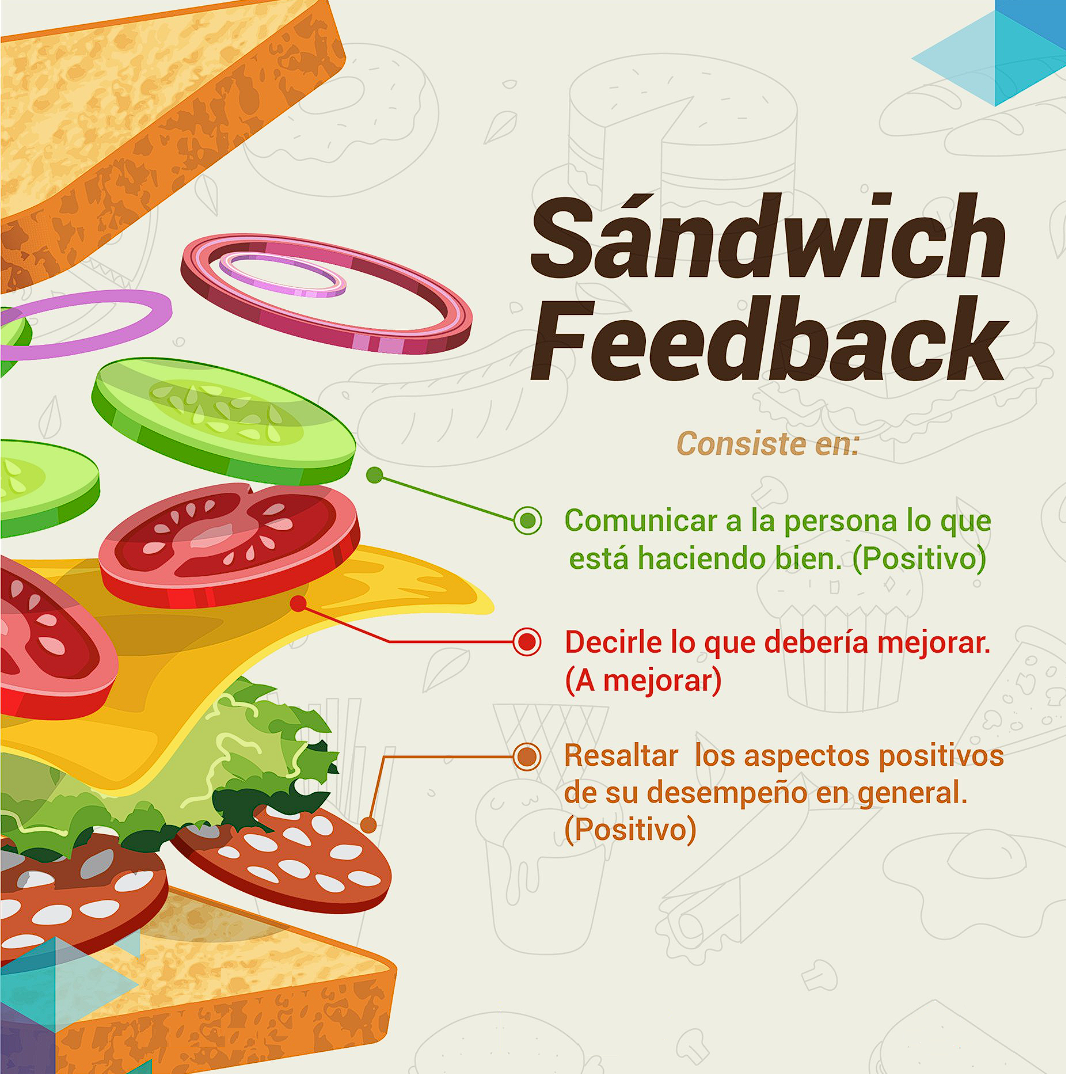 Sándwich
Feedback
Consiste en:
Comunicar a la persona lo que
está haciendo bien. (Positivo)
Decirle lo que debería mejorar.
(A mejorar)
Resaltar los aspectos positivos
de su desempeño en general.
(Positivo)